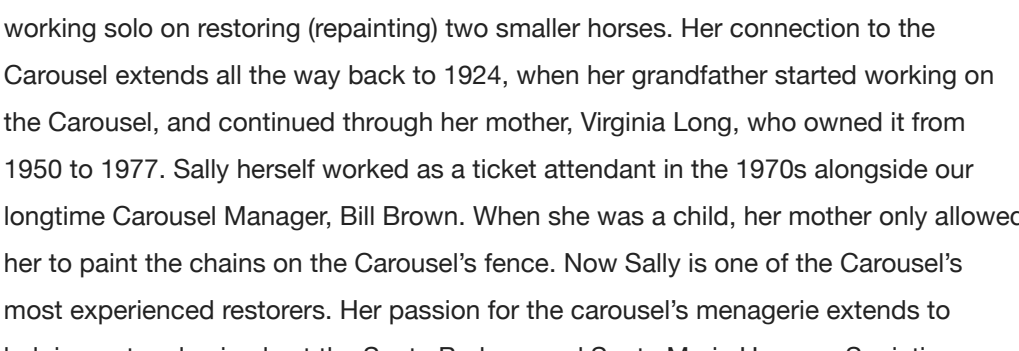 working solo on restoring (repainting) two smaller horses. Her connection to the
Carousel extends all the way back to 1924, when her grandfather started working on
the Carousel, and continued through her mother, Virginia Long, who owned it from
1950 to 1977. Sally herself worked as a ticket attendant in the 1970s alongside our
longtime Carousel Manager, Bill Brown. When she was a child, her mother only allowed
her to paint the chains on the Carousel’s fence. Now Sally is one of the Carousel’s
most experienced restorers. Her passion for the carousel’s menagerie extends to
the Santa Santa Maria